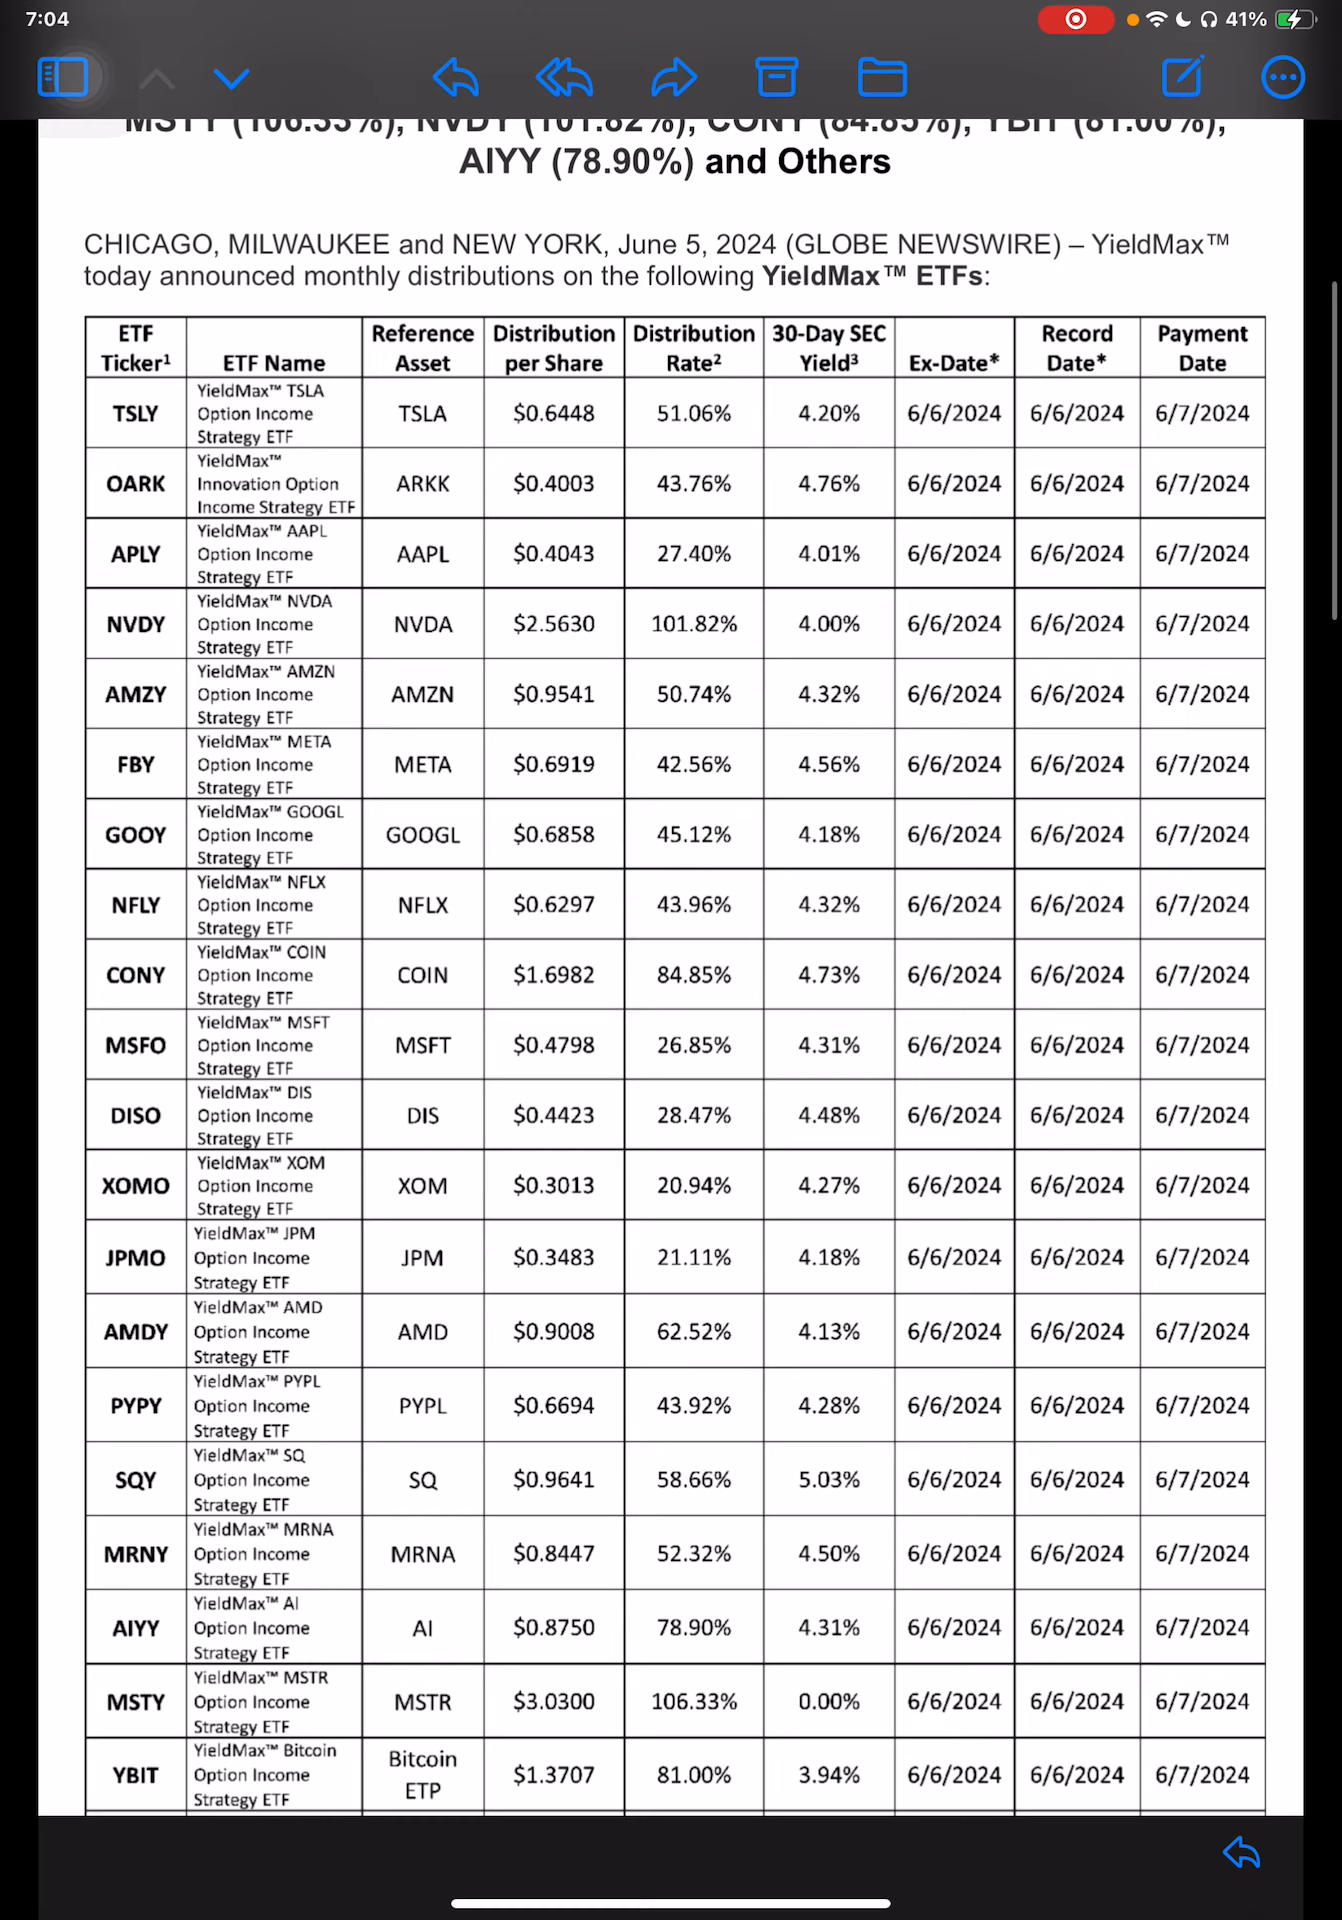 7:04
41%
MSTY (106.33%), NVDY (101.82%), CONY (84.85%), YBIT (81.00%),
AIYY (78.90%) and Others
CHICAGO, MILWAUKEE and NEW YORK, June 5, 2024 (GLOBE NEWSWIRE) – YieldMax™
today announced monthly distributions on the following YieldMax™ ETFs:
ETF Ticker¹ ETF Name Reference Asset Distribution per Share Distribution Rate² 30-Day SEC Yield³ Ex-Date* Record Date* Payment Date
TSLY YieldMax™ TSLA Option Income Strategy ETF TSLA $0.6448 51.06% 4.20% 6/6/2024 6/6/2024 6/7/2024
OARK YieldMax™ Innovation Option Income Strategy ETF ARKK $0.4003 43.76% 4.76% 6/6/2024 6/6/2024 6/7/2024
APLY YieldMax™ AAPL Option Income Strategy ETF AAPL $0.4043 27.40% 4.01% 6/6/2024 6/6/2024 6/7/2024
NVDY YieldMax™ NVDA Option Income Strategy ETF NVDA $2.5630 101.82% 4.00% 6/6/2024 6/6/2024 6/7/2024
AMZY YieldMax™ AMZN Option Income Strategy ETF AMZN $0.9541 50.74% 4.32% 6/6/2024 6/6/2024 6/7/2024
FBY YieldMax™ META Option Income Strategy ETF META $0.6919 42.56% 4.56% 6/6/2024 6/6/2024 6/7/2024
GOOY YieldMax™ GOOGL Option Income Strategy ETF GOOGL $0.6858 45.12% 4.18% 6/6/2024 6/6/2024 6/7/2024
NFLY YieldMax™ NFLX Option Income Strategy ETF NFLX $0.6297 43.96% 4.32% 6/6/2024 6/6/2024 6/7/2024
CONY YieldMax™ COIN Option Income Strategy ETF COIN $1.6982 84.85% 4.73% 6/6/2024 6/6/2024 6/7/2024
MSFO YieldMax™ MSFT Option Income Strategy ETF MSFT $0.4798 26.85% 4.31% 6/6/2024 6/6/2024 6/7/2024
DISO YieldMax™ DIS Option Income Strategy ETF DIS $0.4423 28.47% 4.48% 6/6/2024 6/6/2024 6/7/2024
XOMO YieldMax™ XOM Option Income Strategy ETF XOM $0.3013 20.94% 4.27% 6/6/2024 6/6/2024 6/7/2024
JPMO YieldMax™ JPM Option Income Strategy ETF JPM $0.3483 21.11% 4.18% 6/6/2024 6/6/2024 6/7/2024
AMDY YieldMax™ AMD Option Income Strategy ETF AMD $0.9008 62.52% 4.13% 6/6/2024 6/6/2024 6/7/2024
PYPY YieldMax™ PYPL Option Income Strategy ETF PYPL $0.6694 43.92% 4.28% 6/6/2024 6/6/2024 6/7/2024
SQY YieldMax™ SQ Option Income Strategy ETF SQ $0.9641 58.66% 5.03% 6/6/2024 6/6/2024 6/7/2024
MRNY YieldMax™ MRNA Option Income Strategy ETF MRNA $0.8447 52.32% 4.50% 6/6/2024 6/6/2024 6/7/2024
AIYY YieldMax™ AI Option Income Strategy ETF AI $0.8750 78.90% 4.31% 6/6/2024 6/6/2024 6/7/2024
MSTY YieldMax™ MSTR Option Income Strategy ETF MSTR $3.0300 106.33% 0.00% 6/6/2024 6/6/2024 6/7/2024
YBIT YieldMax™ Bitcoin Option Income Strategy ETF Bitcoin ETP $1.3707 81.00% 3.94% 6/6/2024 6/6/2024 6/7/2024